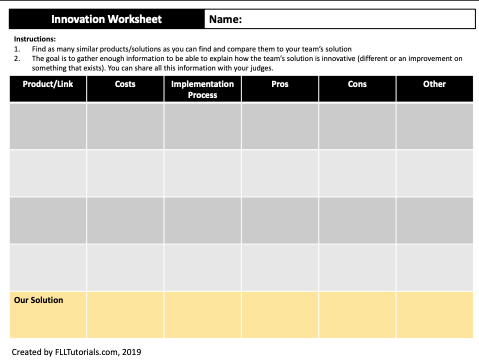 Innovation Worksheet Name:
Instructions:
1. Find as many similar products/solutions as you can find and compare them to your team's solution
2. The goal is to gather enough information to be able to explain how the team's solution is innovative (different or an improvement on
something that exists). You can share all this information with your judges.
Product/Link Costs Implementation Pros Cons Other
Process
Our Solution
Created by FLLTutorials.com, 2019